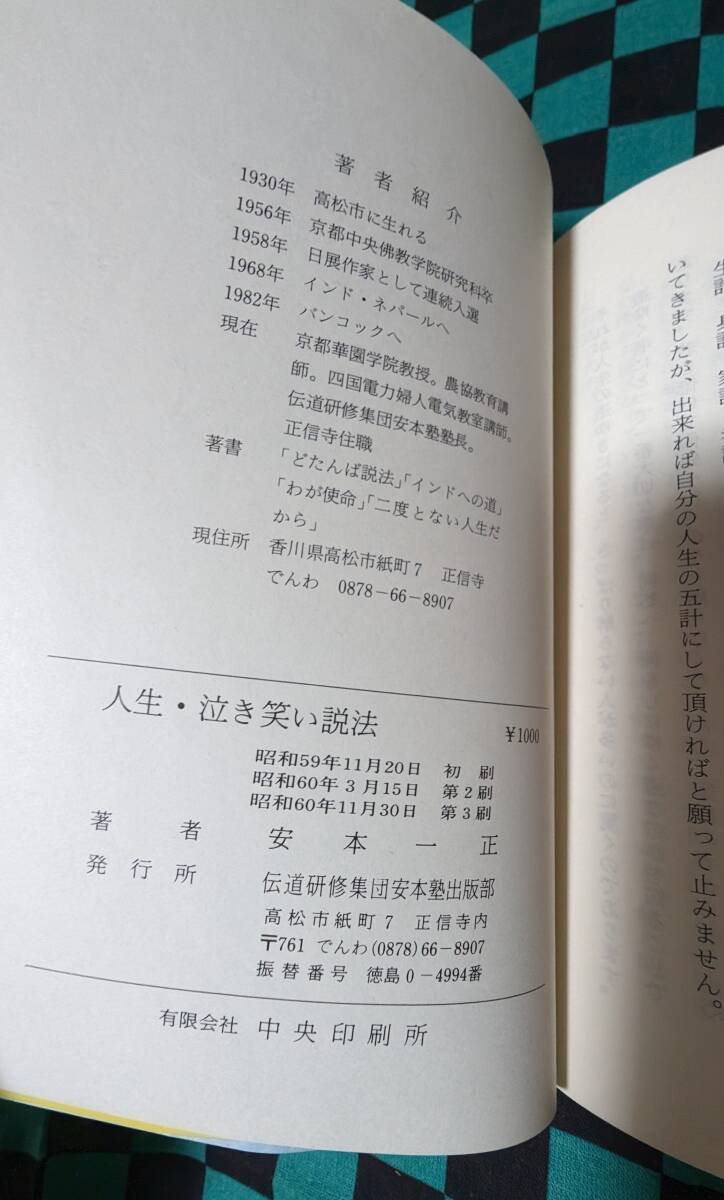 著者紹介
1930年 高松市に生れる
1956年 京都中央佛教学院研究科卒
1958年 日展作家として連続入選
1968年 インド・ネパールへ
1982年 バンコックへ
現在 京都華園学院教授。農協教育講
師。四国電力婦人電気教室講師。
伝道研修集団安本塾塾長。
正信寺住職
著書 「どたんば説法」「インドへの道」
「わが使命」「二度とない人生だ
から」
現住所 香川県高松市紙町7 正信寺
でんわ 0878-66-8907
人生・泣き笑い説法 ¥1000
昭和59年11月20日 初刷
昭和60年3月15日 第2刷
昭和60年11月30日 第3刷
著者 安本一正
発行所 伝道研修集団安本塾出版部
高松市紙町7 正信寺内
〒761 でんわ(0878)66-8907
振替番号 徳島0-4994番
有限会社 中央印刷所
いてきましたが、出来れば自分の人生の五計にして頂ければと願って止みません。